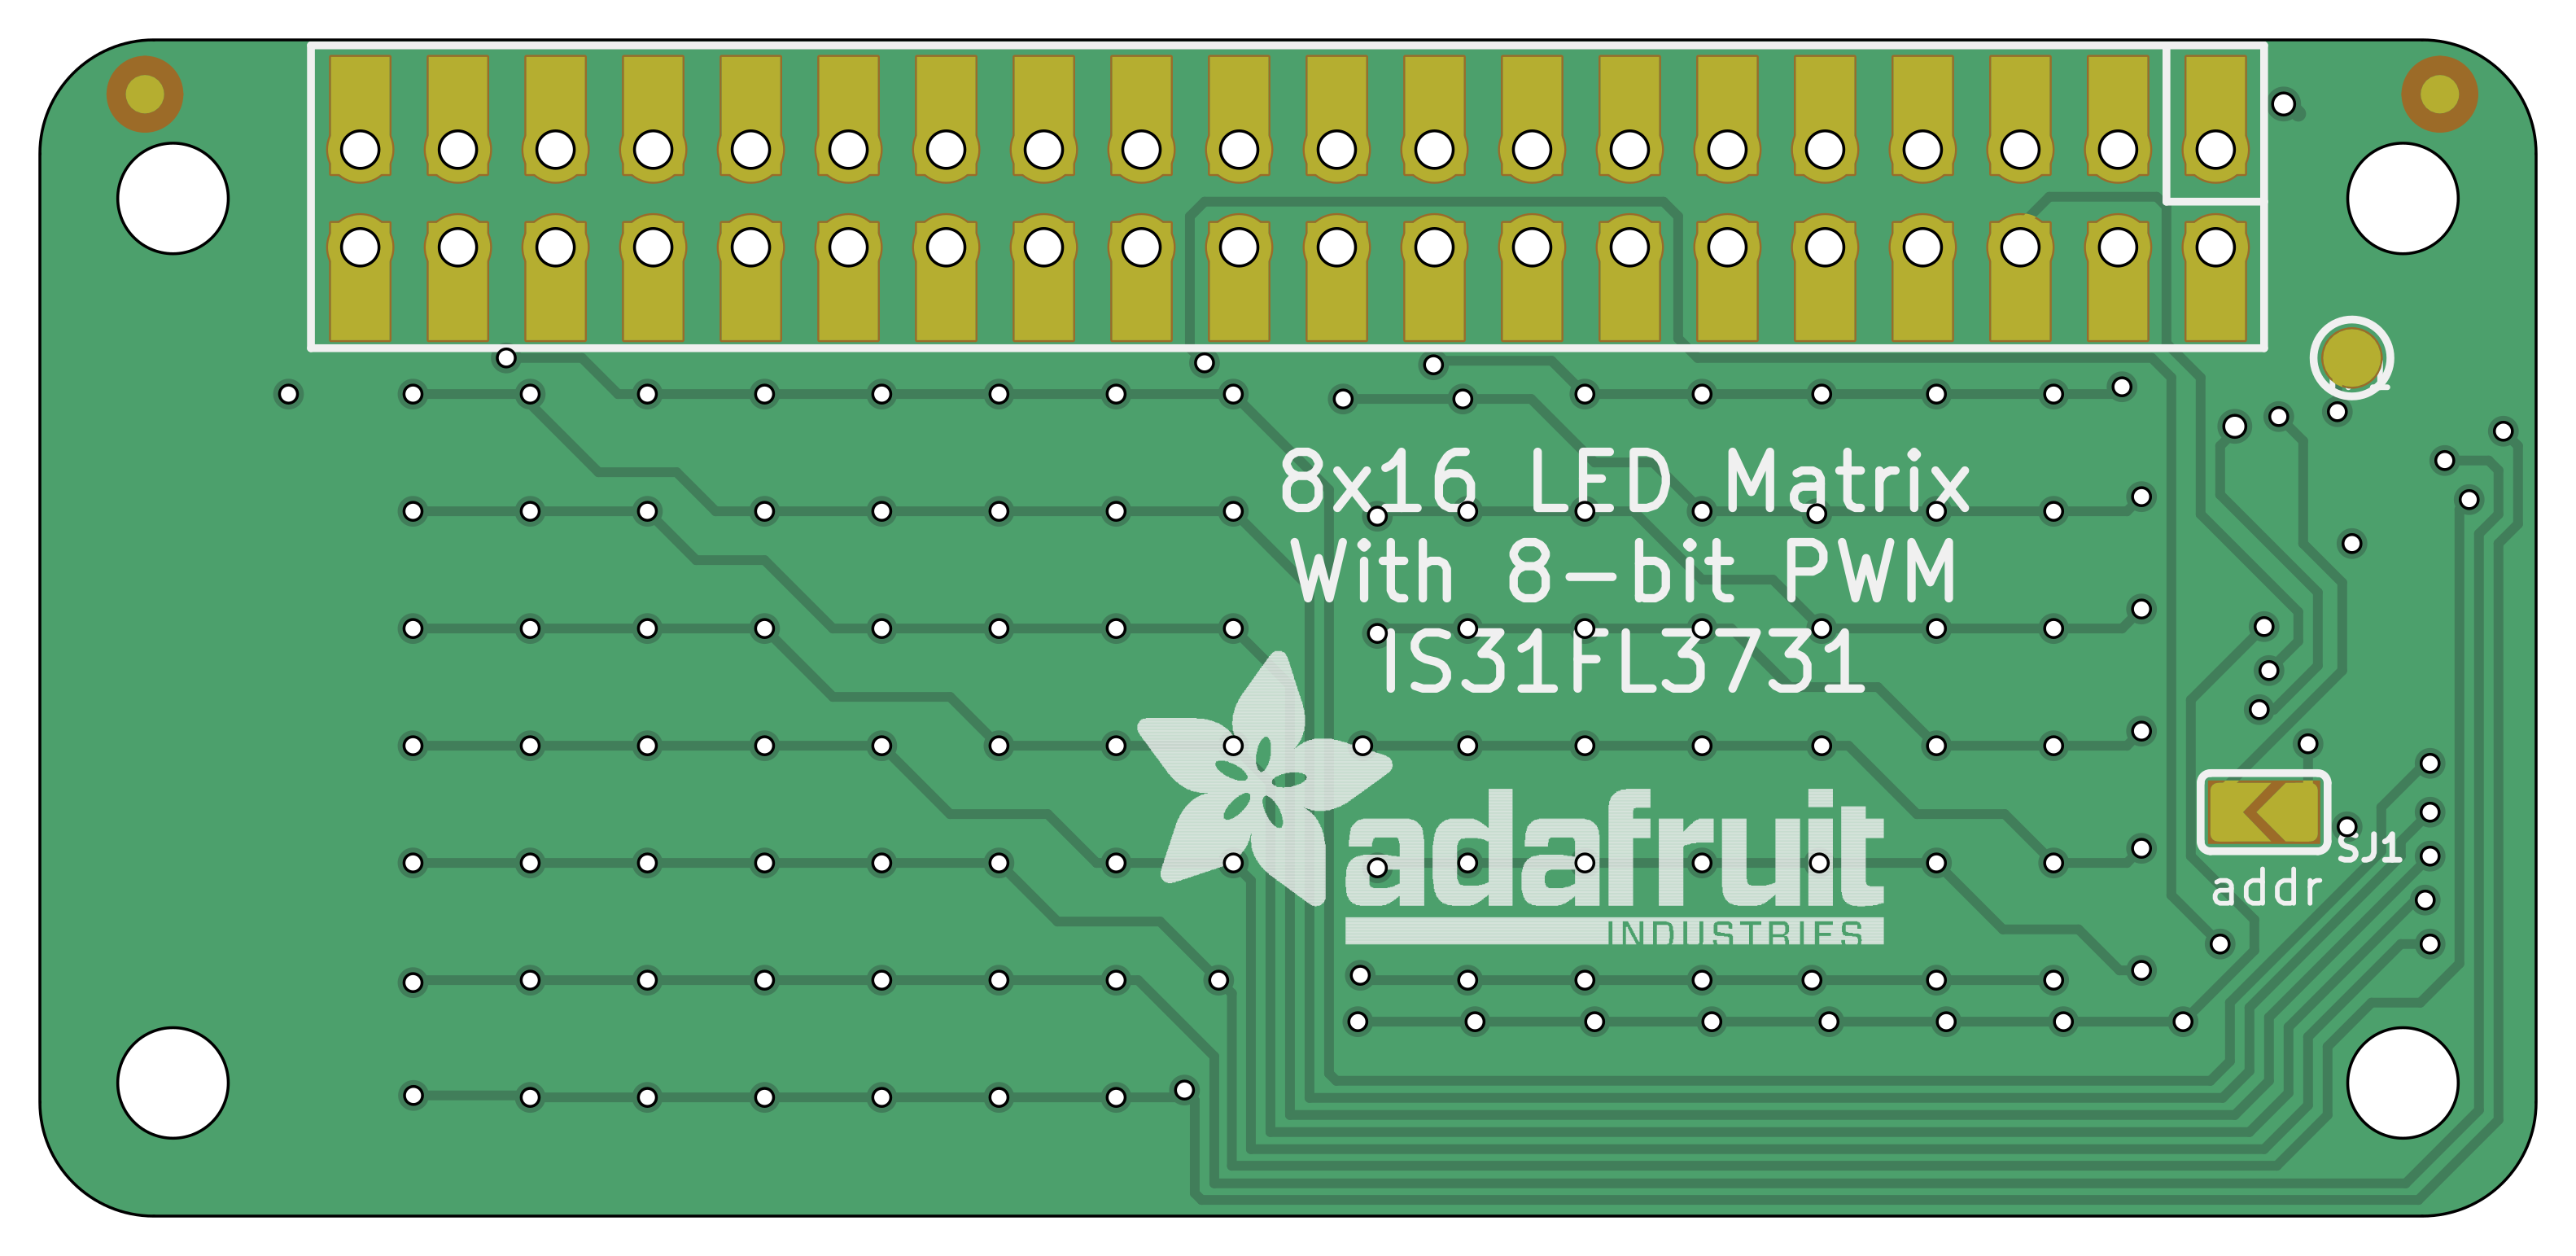 8x16 LED Matrix
With 8-bit PWM
IS31FL3731
adafruit
INDUSTRIES
SJ1
addr